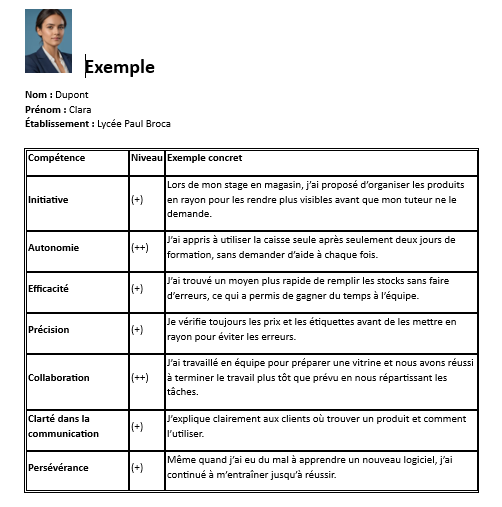 Exemple
Nom : Dupont
Prénom : Clara
Établissement : Lycée Paul Broca
Compétence Niveau Exemple concret
Initiative (+) Lors de mon stage en magasin, j’ai proposé d’organiser les produits
en rayon pour les rendre plus visibles avant que mon tuteur ne le
demande.
Autonomie (++) J’ai appris à utiliser la caisse seule après seulement deux jours de
formation, sans demander d’aide à chaque fois.
Efficacité (+) J’ai trouvé un moyen plus rapide de remplir les stocks sans faire
d’erreurs, ce qui a permis de gagner du temps à l’équipe.
Précision (+) Je vérifie toujours les prix et les étiquettes avant de les mettre en
rayon pour éviter les erreurs.
Collaboration (++) J’ai travaillé en équipe pour préparer une vitrine et nous avons réussi
à terminer le travail plus tôt que prévu en nous répartissant les
tâches.
Clarté dans la
communication (+) J’explique clairement aux clients où trouver un produit et comment
l’utiliser.
Persévérance (+) Même quand j’ai eu du mal à apprendre un nouveau logiciel, j’ai
continué à m’entraîner jusqu’à réussir.